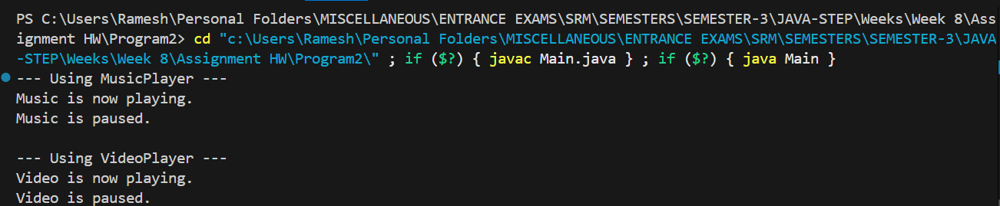 PS C:\Users\Ramesh\Personal Folders\MISCELLANEOUS\ENTRANCE EXAMS\SRM\SEMESTERS\SEMESTER-3\JAVA-STEP\Weeks\Week 8\Ass
ignment HW\Program2> cd "c:\Users\Ramesh\Personal Folders\MISCELLANEOUS\ENTRANCE EXAMS\SRM\SEMESTERS\SEMESTER-3\JAVA
-STEP\Weeks\Week 8\Assignment HW\Program2\" ; if ($?) { javac Main.java } ; if ($?) { java Main }
--- Using MusicPlayer ---
Music is now playing.
Music is paused.
--- Using VideoPlayer ---
Video is now playing.
Video is paused.